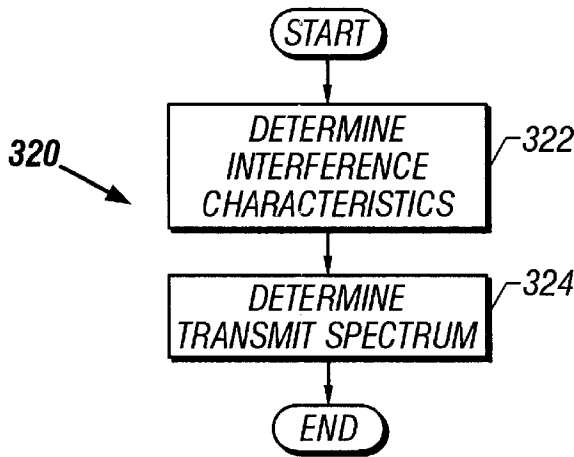 START
DETERMINE
INTERFERENCE
CHARACTERISTICS
322
320
DETERMINE
TRANSMIT SPECTRUM
324
END